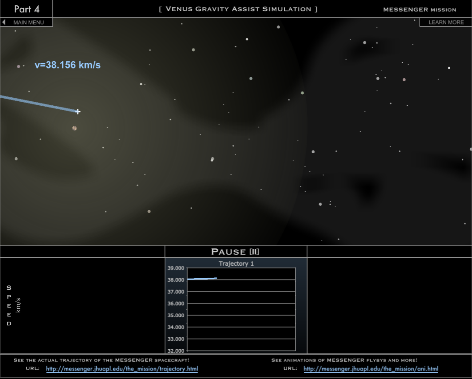 Part 4
[ Venus Gravity Assist Simulation ]
MESSENGER mission
MAIN MENU
LEARN MORE
v=38.156 km/s
Pause [II]
Trajectory 1
39.000
38.000
37.000
36.000
35.000
34.000
33.000
32.000
SPEED
km/s
See the actual trajectory of the MESSENGER spacecraft!
URL: http://messenger.jhuapl.edu/the_mission/trajectory.html
See animations of MESSENGER flybys and more!
URL: http://messenger.jhuapl.edu/the_mission/ani.html